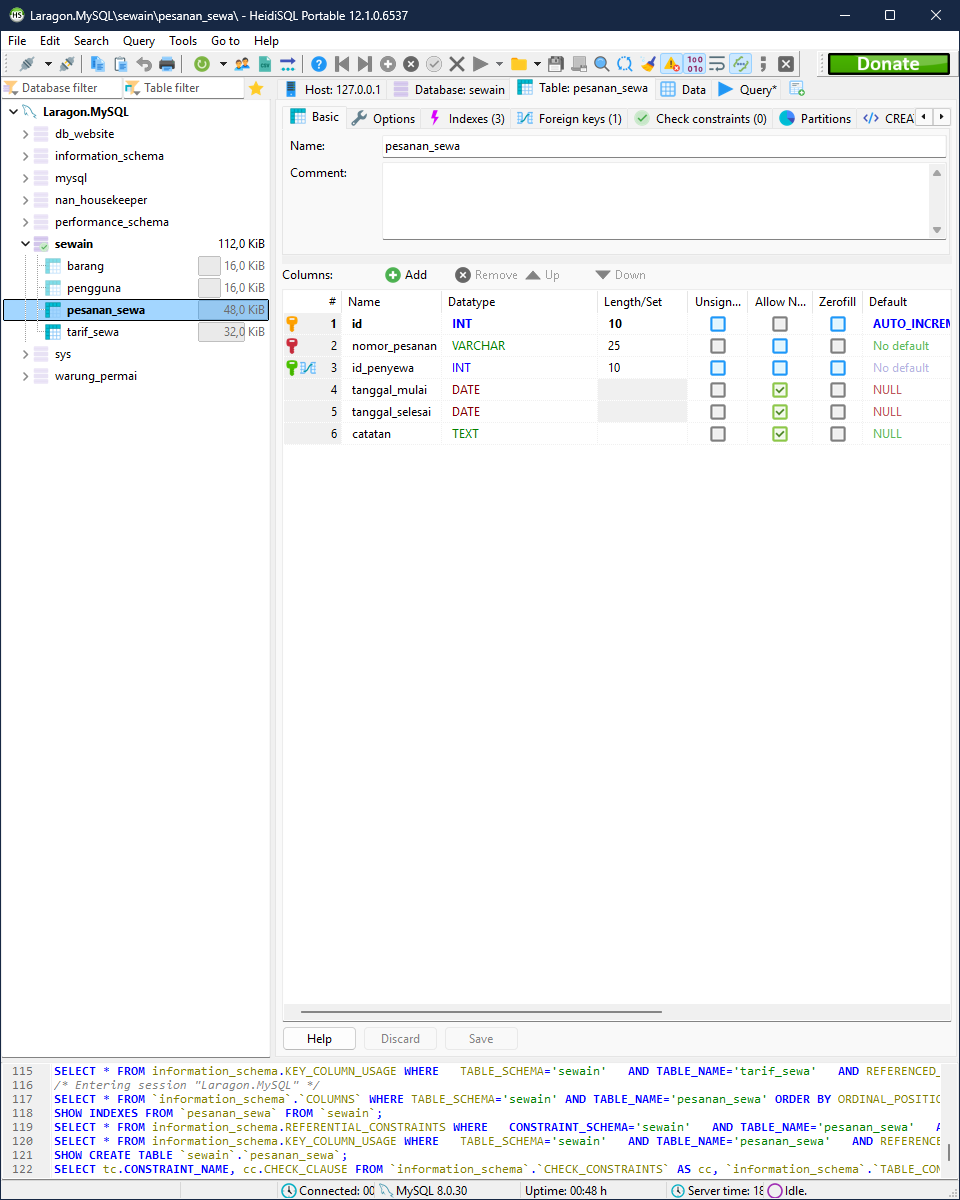 HS Laragon.MySQL\sewain\pesanan_sewa\ - HeidiSQL Portable 12.1.0.6537
File Edit Search Query Tools Go to Help
Donate
Database filter Table filter
Host: 127.0.0.1 Database: sewain Table: pesanan_sewa Data Query*
Laragon.MySQL
db_website
information_schema
mysql
nan_housekeeper
performance_schema
sewain 112,0 KiB
barang 16,0 KiB
pengguna 16,0 KiB
pesanan_sewa 48,0 KiB
tarif_sewa 32,0 KiB
sys
warung_permai
Basic Options Indexes (3) Foreign keys (1) Check constraints (0) Partitions CREA
Name: pesanan_sewa
Comment:
Columns: Add Remove Up Down
# Name Datatype Length/Set Unsign... Allow N... Zerofill Default
1 id INT 10 AUTO_INCREM
2 nomor_pesanan VARCHAR 25 No default
3 id_penyewa INT 10 No default
4 tanggal_mulai DATE NULL
5 tanggal_selesai DATE NULL
6 catatan TEXT NULL
Help Discard Save
115 SELECT * FROM information_schema.KEY_COLUMN_USAGE WHERE TABLE_SCHEMA='sewain' AND TABLE_NAME='tarif_sewa' AND REFERENCED_
116 /* Entering session "Laragon.MySQL" */
117 SELECT * FROM `information_schema`.`COLUMNS` WHERE TABLE_SCHEMA='sewain' AND TABLE_NAME='pesanan_sewa' ORDER BY ORDINAL_POSITIO
118 SHOW INDEXES FROM `pesanan_sewa` FROM `sewain`;
119 SELECT * FROM information_schema.REFERENTIAL_CONSTRAINTS WHERE CONSTRAINT_SCHEMA='sewain' AND TABLE_NAME='pesanan_sewa' A
120 SELECT * FROM information_schema.KEY_COLUMN_USAGE WHERE TABLE_SCHEMA='sewain' AND TABLE_NAME='pesanan_sewa' AND REFERENCE
121 SHOW CREATE TABLE `sewain`.`pesanan_sewa`;
122 SELECT tc.CONSTRAINT_NAME, cc.CHECK_CLAUSE FROM `information_schema`.`CHECK_CONSTRAINTS` AS cc, `information_schema`.`TABLE_CON
Connected: 00 MySQL 8.0.30 Uptime: 00:48 h Server time: 18 Idle.